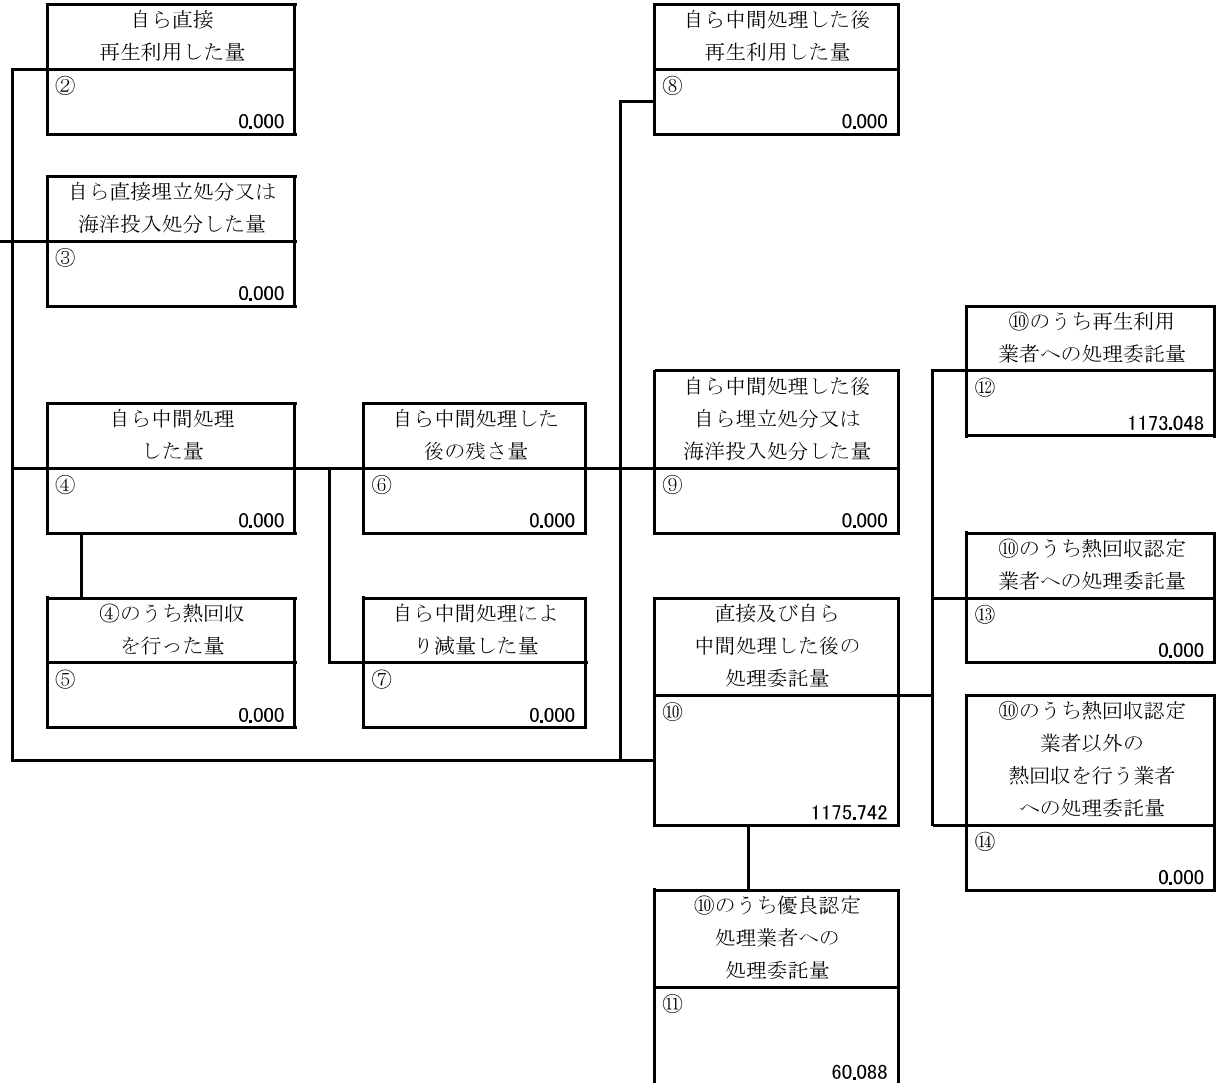 自ら直接
再生利用した量
②
0.000
自ら直接埋立処分又は
海洋投入処分した量
③
0.000
自ら中間処理
した量
④
0.000
④のうち熱回収
を行った量
⑤
0.000
自ら中間処理した
後の残さ量
⑥
0.000
自ら中間処理によ
り減量した量
⑦
0.000
自ら中間処理した後
再生利用した量
⑧
0.000
自ら中間処理した後
自ら埋立処分又は
海洋投入処分した量
⑨
0.000
直接及び自ら
中間処理した後の
処理委託量
⑩
1175.742
⑩のうち優良認定
処理業者への
処理委託量
⑪
60.088
⑩のうち再生利用
業者への処理委託量
⑫
1173.048
⑩のうち熱回収認定
業者への処理委託量
⑬
0.000
⑩のうち熱回収認定
業者以外の
熱回収を行う業者
への処理委託量
⑭
0.000